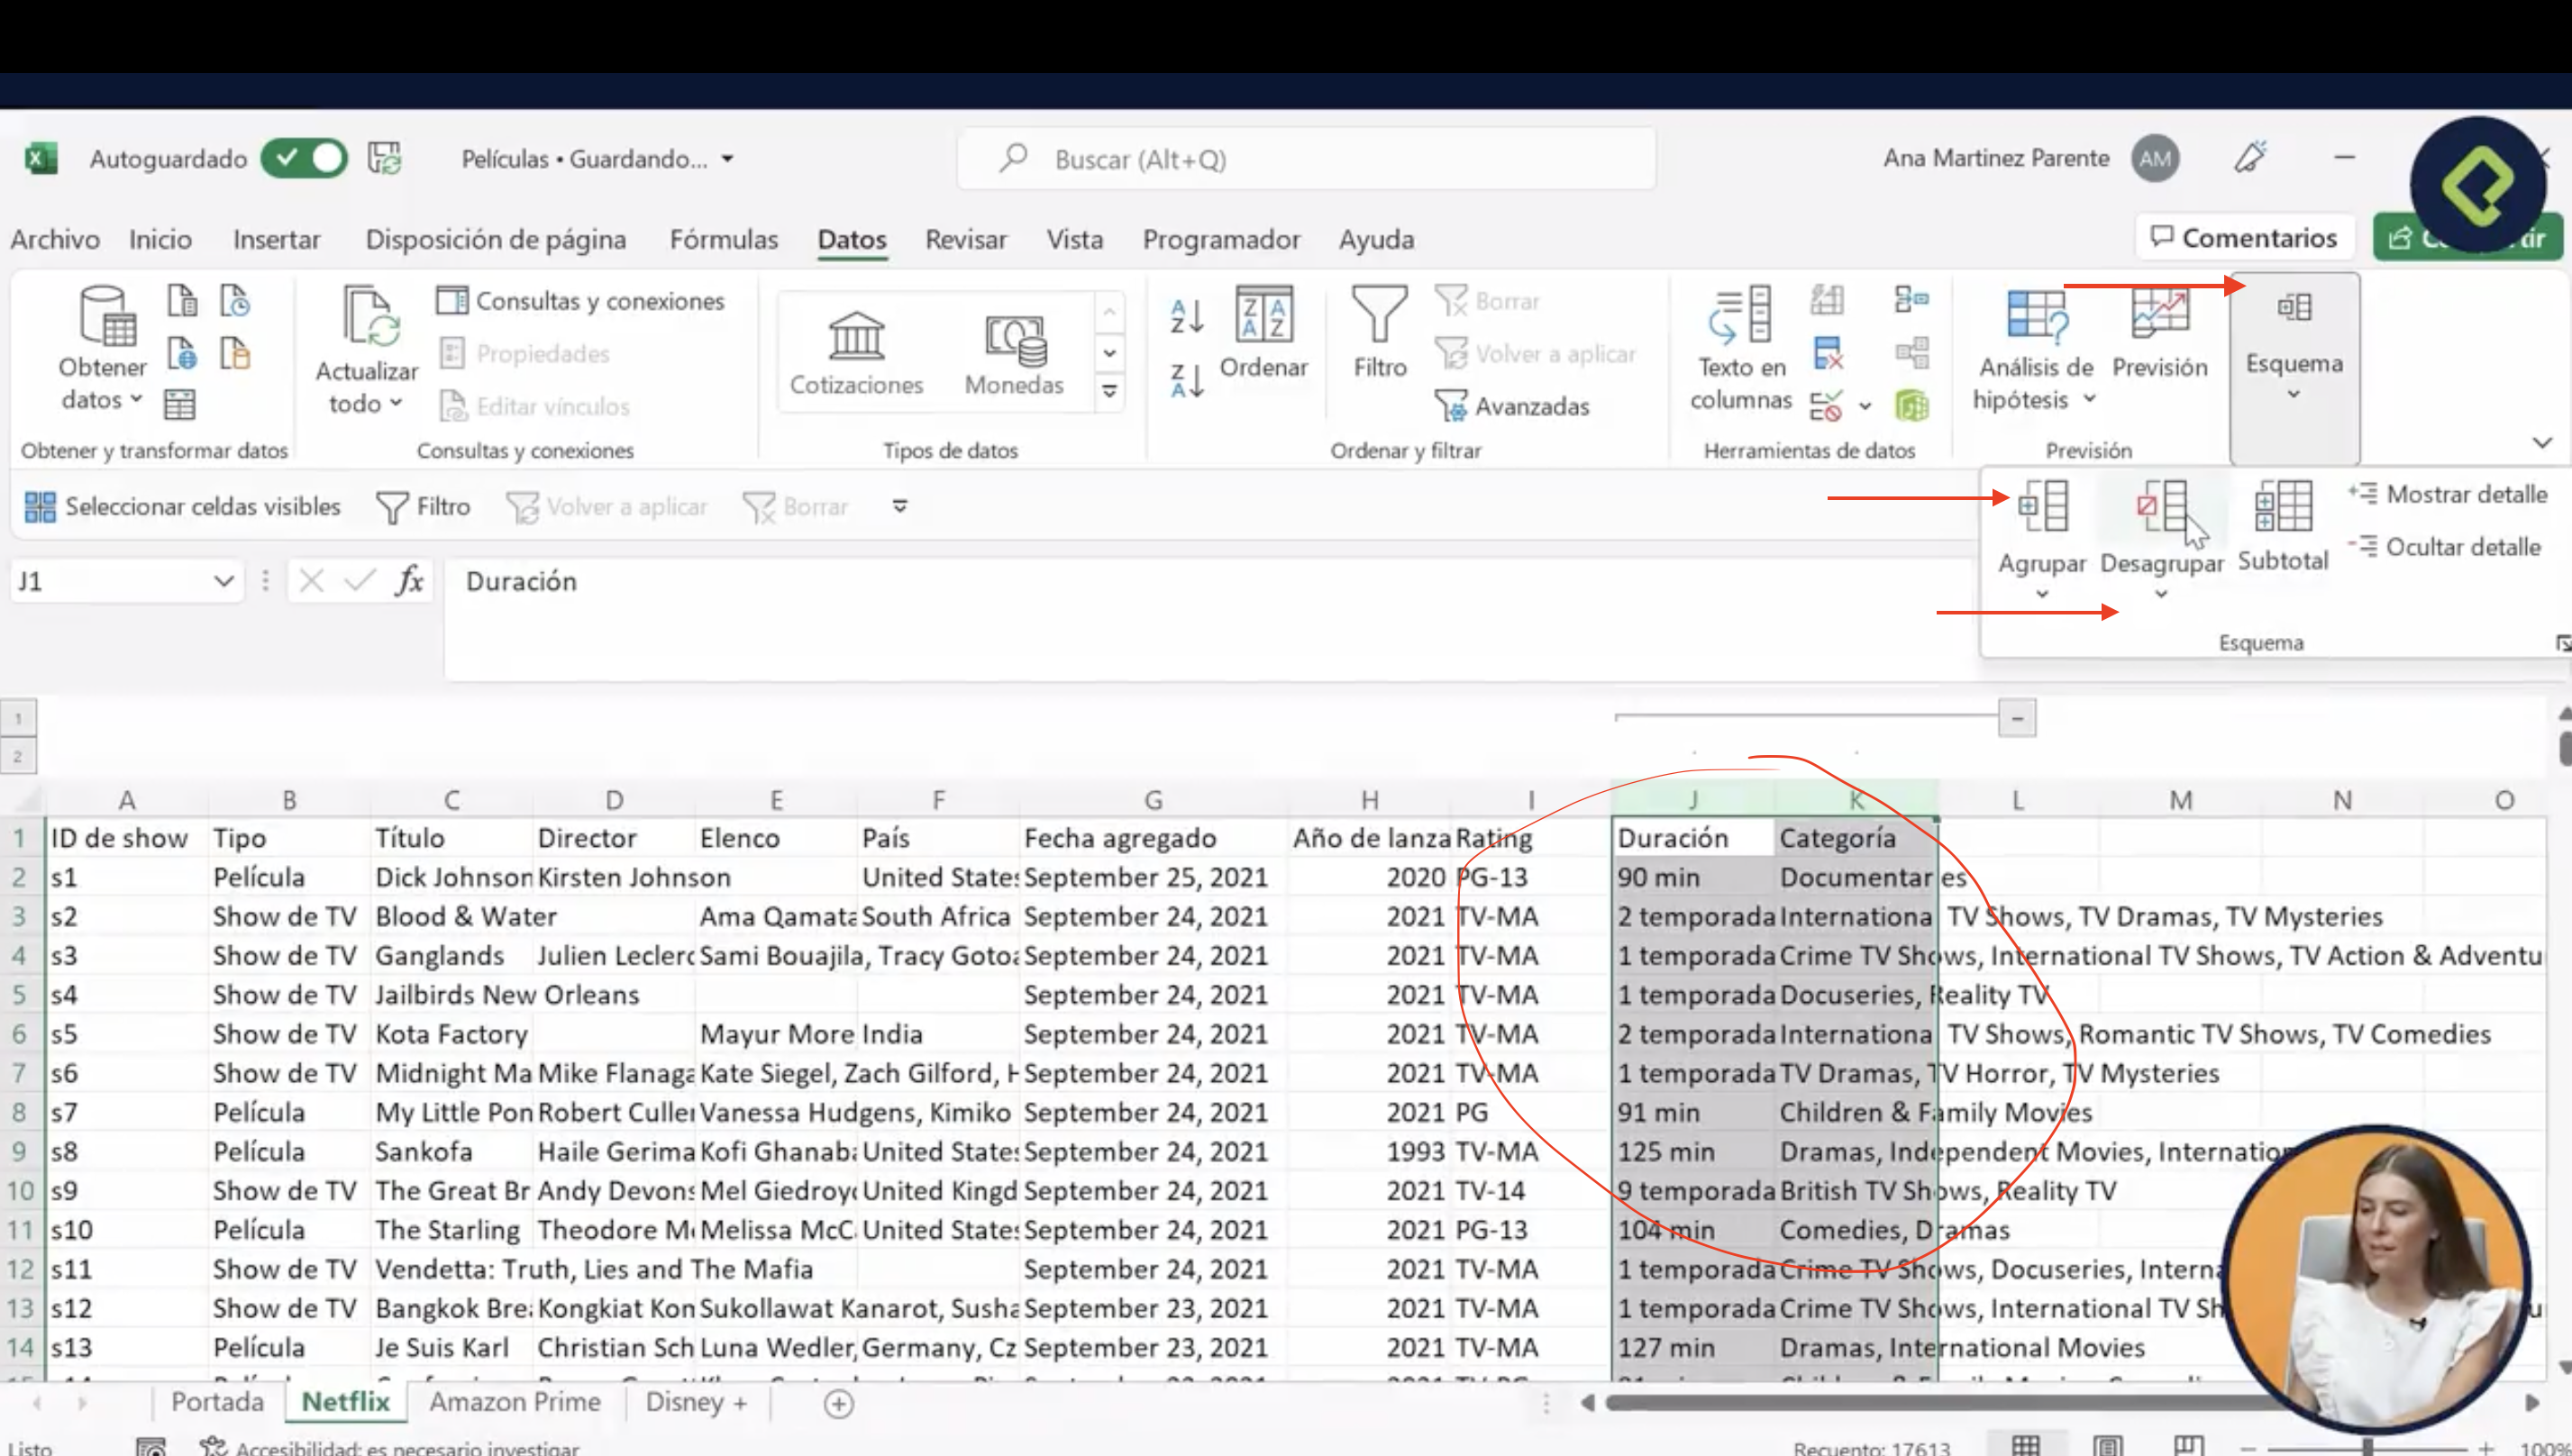 Autoguardado Películas • Guardando... Buscar (Alt+Q) Ana Martinez Parente AM
Archivo Inicio Insertar Disposición de página Fórmulas Datos Revisar Vista Programador Ayuda Comentarios
Obtener datos Actualizar todo Consultas y conexiones Propiedades Editar vínculos Cotizaciones Monedas Ordenar Filtro Borrar Volver a aplicar Avanzadas Texto en columnas Análisis de hipótesis Previsión Esquema
Obtener y transformar datos Consultas y conexiones Tipos de datos Ordenar y filtrar Herramientas de datos Previsión
Seleccionar celdas visibles Filtro Volver a aplicar Borrar
Agrupar Desagrupar Subtotal Mostrar detalle Ocultar detalle
Esquema
J1 fx Duración
1
2
A B C D E F G H I J K L M N O
1 ID de show Tipo Título Director Elenco País Fecha agregado Año de lanza Rating Duración Categoría
2 s1 Película Dick Johnson Kirsten Johnson United States September 25, 2021 2020 PG-13 90 min Documentaries
3 s2 Show de TV Blood & Water Ama Qamata South Africa September 24, 2021 2021 TV-MA 2 temporada Internationa TV Shows, TV Dramas, TV Mysteries
4 s3 Show de TV Ganglands Julien Leclerc Sami Bouajila, Tracy Gotoa September 24, 2021 2021 TV-MA 1 temporada Crime TV Shows, International TV Shows, TV Action & Adventu
5 s4 Show de TV Jailbirds New Orleans September 24, 2021 2021 TV-MA 1 temporada Docuseries, Reality TV
6 s5 Show de TV Kota Factory Mayur More India September 24, 2021 2021 TV-MA 2 temporada Internationa TV Shows, Romantic TV Shows, TV Comedies
7 s6 Show de TV Midnight Ma Mike Flanaga Kate Siegel, Zach Gilford, H September 24, 2021 2021 TV-MA 1 temporada TV Dramas, TV Horror, TV Mysteries
8 s7 Película My Little Pon Robert Culler Vanessa Hudgens, Kimiko September 24, 2021 2021 PG 91 min Children & Family Movies
9 s8 Película Sankofa Haile Gerima Kofi Ghanaba United States September 24, 2021 1993 TV-MA 125 min Dramas, Independent Movies, Internation
10 s9 Show de TV The Great Br Andy Devons Mel Giedroyc United Kingd September 24, 2021 2021 TV-14 9 temporada British TV Shows, Reality TV
11 s10 Película The Starling Theodore M Melissa McC United States September 24, 2021 2021 PG-13 104 min Comedies, Dramas
12 s11 Show de TV Vendetta: Truth, Lies and The Mafia September 24, 2021 2021 TV-MA 1 temporada Crime TV Shows, Docuseries, Interna
13 s12 Show de TV Bangkok Brea Kongkiat Kom Sukollawat Kanarot, Susha September 23, 2021 2021 TV-MA 1 temporada Crime TV Shows, International TV Sh
14 s13 Película Je Suis Karl Christian Sch Luna Wedler, Germany, Cz September 23, 2021 2021 TV-MA 127 min Dramas, International Movies
Portada Netflix Amazon Prime Disney +
Listo Accesibilidad: es necesario investigar Recuento: 17613 100%